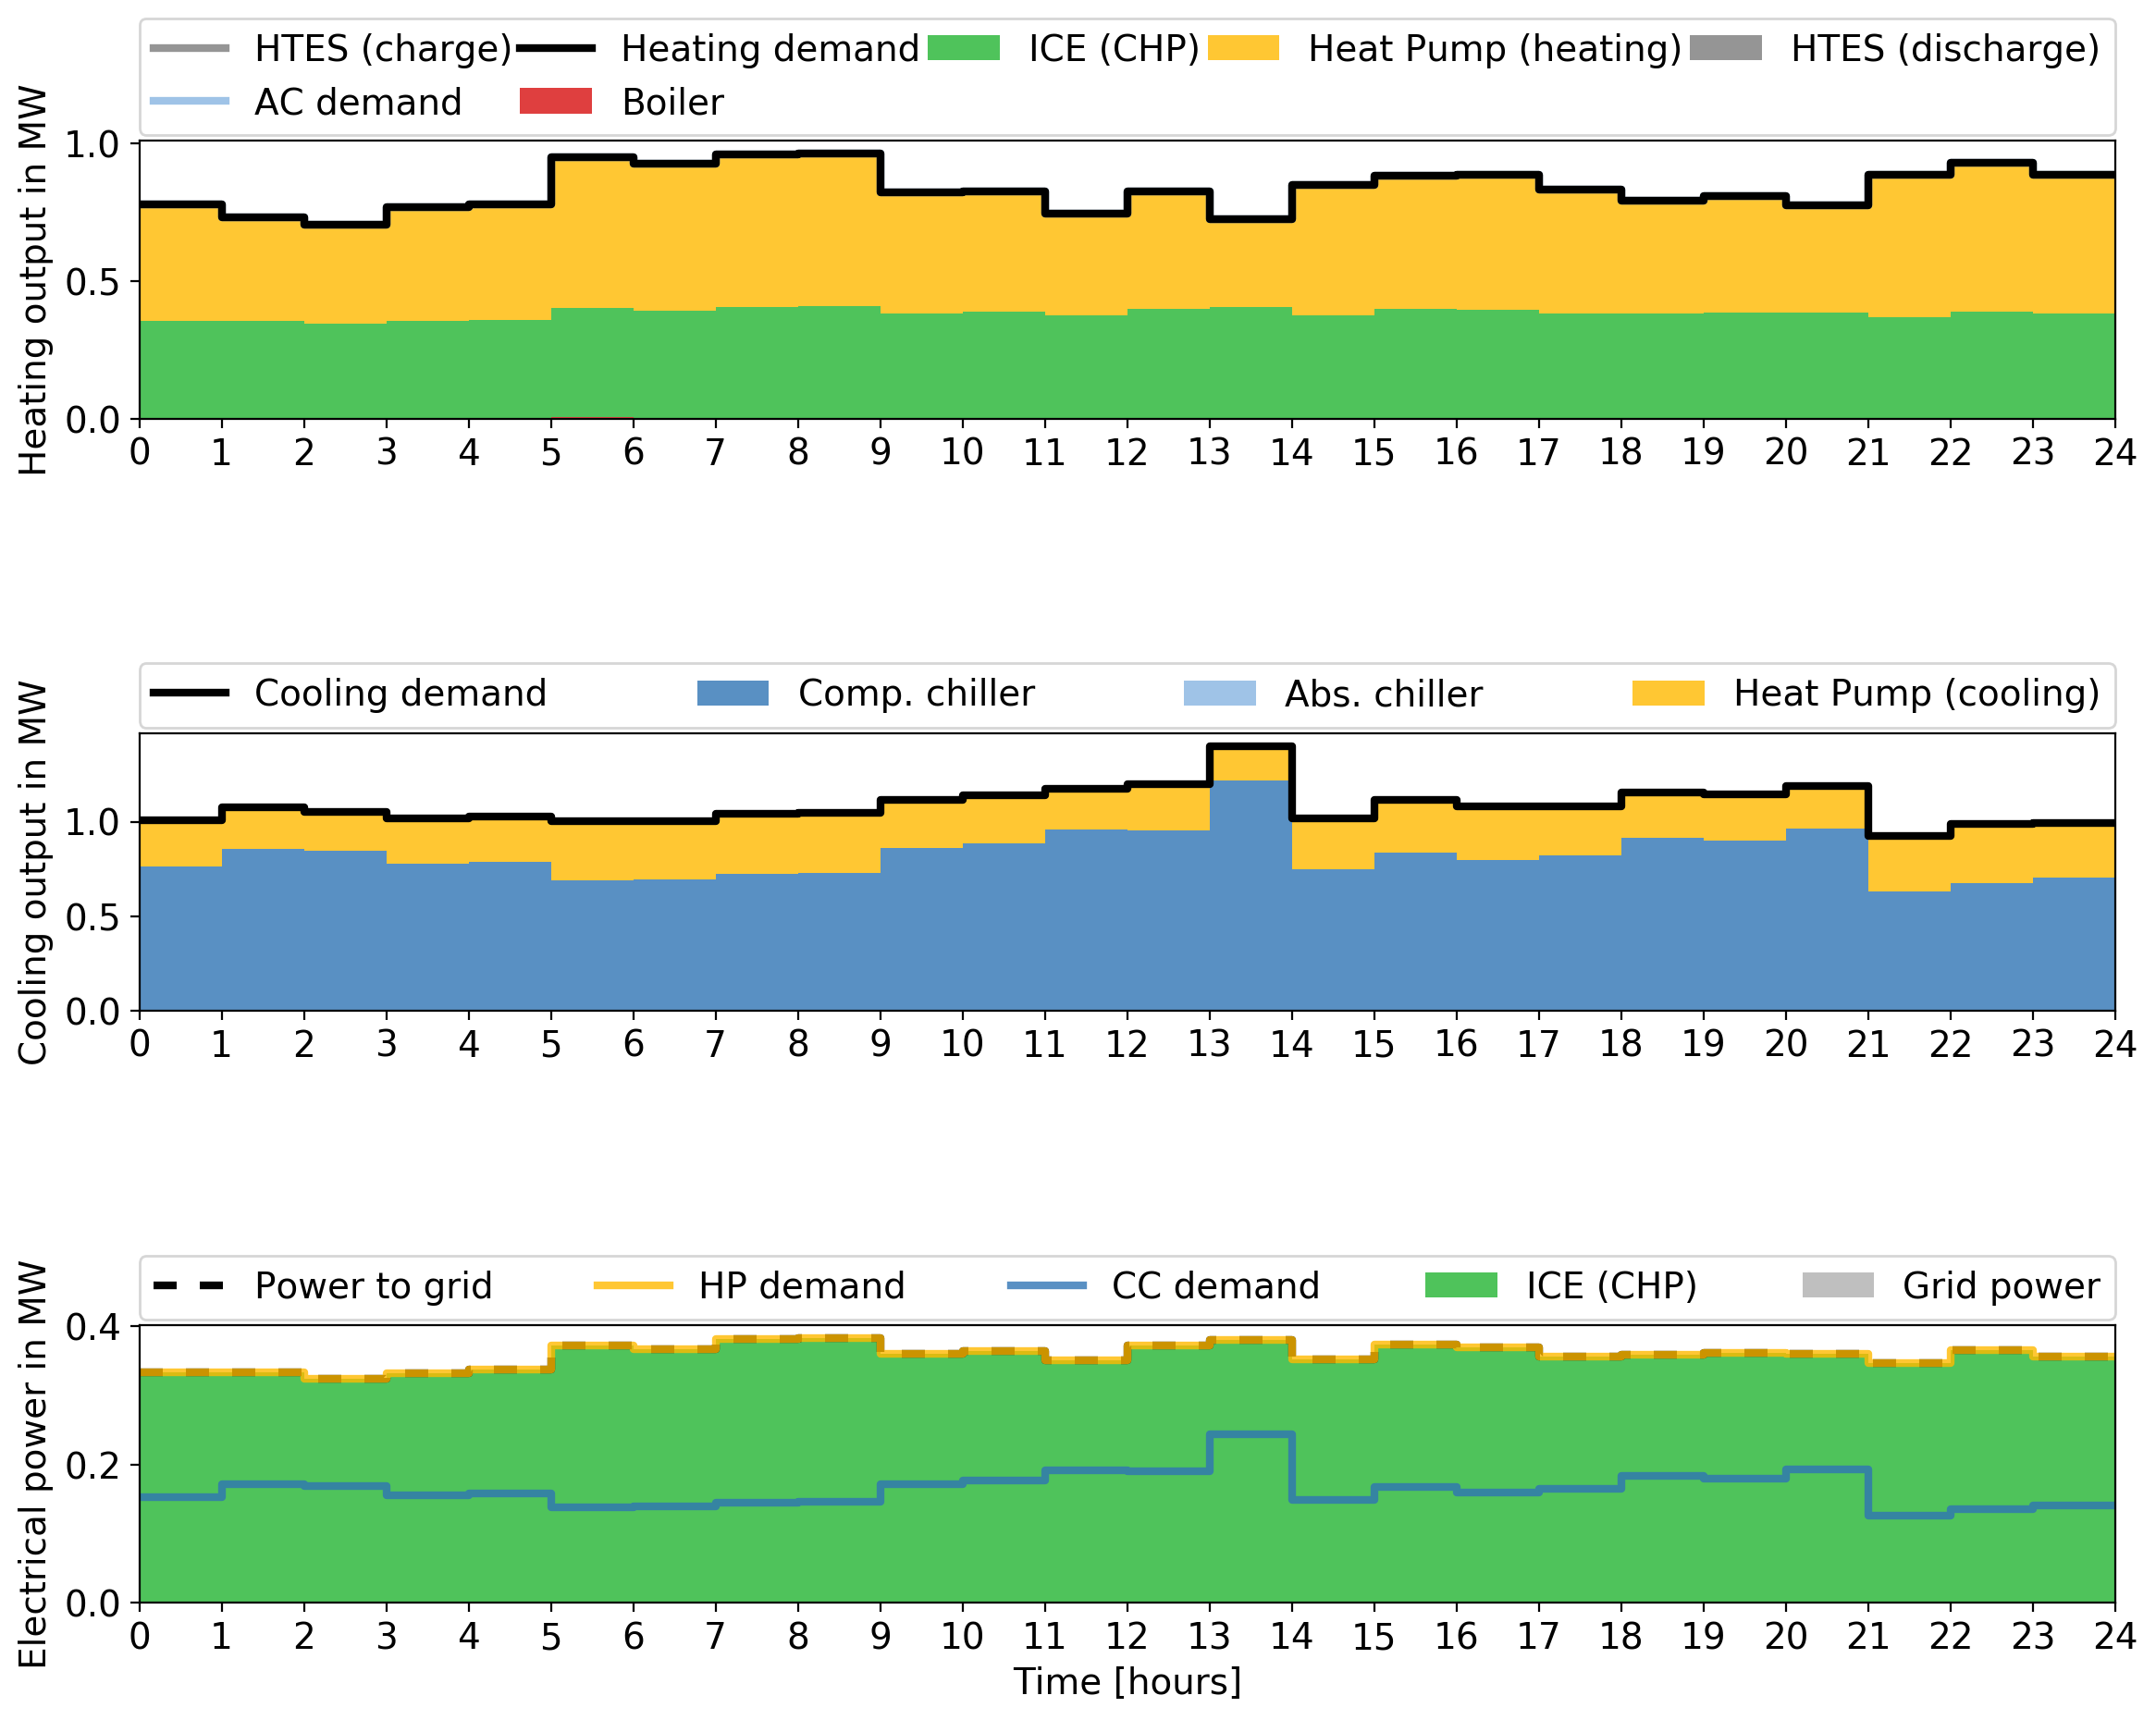 HTES (charge) Heating demand ICE (CHP) Heat Pump (heating) HTES (discharge)
AC demand Boiler
Heating output in MW
1.0
0.5
0.0
0 1 2 3 4 5 6 7 8 9 10 11 12 13 14 15 16 17 18 19 20 21 22 23 24
Cooling demand Comp. chiller Abs. chiller Heat Pump (cooling)
Cooling output in MW
1.0
0.5
0.0
0 1 2 3 4 5 6 7 8 9 10 11 12 13 14 15 16 17 18 19 20 21 22 23 24
Power to grid HP demand CC demand ICE (CHP) Grid power
Electrical power in MW
0.4
0.2
0.0
0 1 2 3 4 5 6 7 8 9 10 11 12 13 14 15 16 17 18 19 20 21 22 23 24
Time [hours]